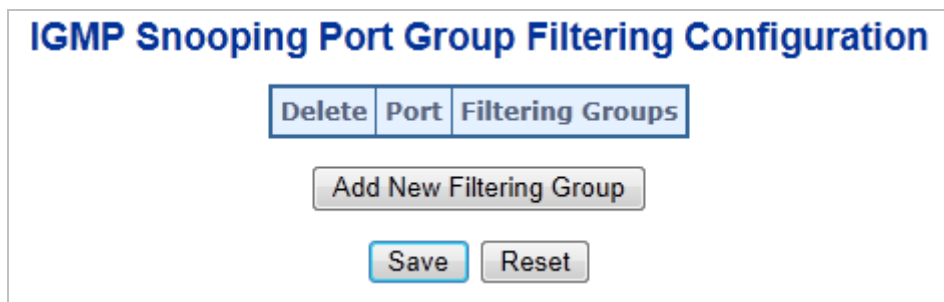 IGMP Snooping Port Group Filtering Configuration
Delete Port Filtering Groups
Add New Filtering Group
Save Reset